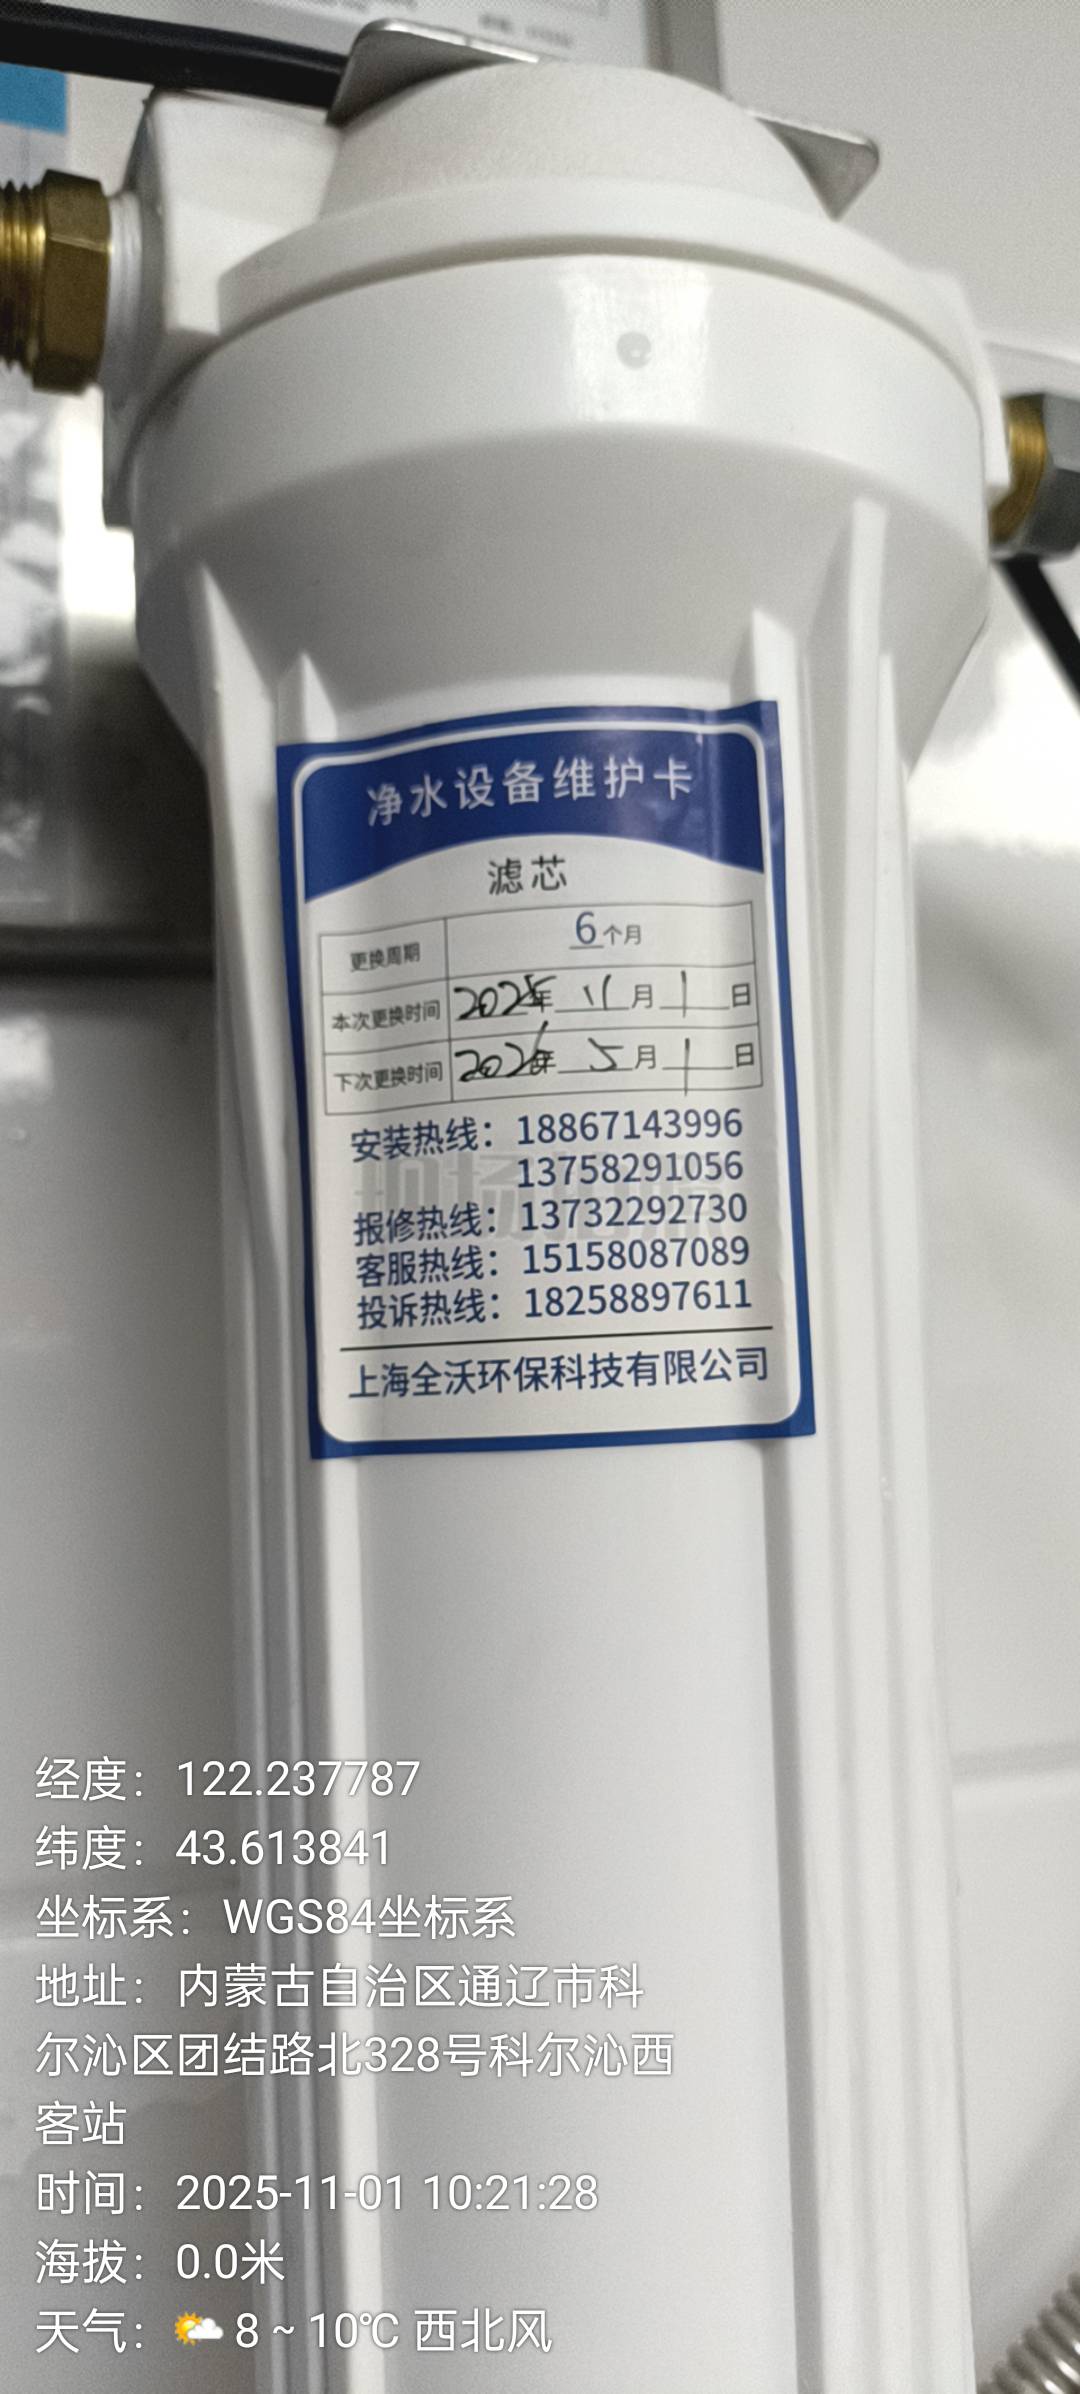 净水设备维护卡
滤芯
更换周期 6个月
本次更换时间 2025年 11月 1日
下次更换时间 2026年 5月 1日
安装热线：18867143996
13758291056
报修热线：13732292730
客服热线：15158087089
投诉热线：18258897611
上海全沃环保科技有限公司
经度：122.237787
纬度：43.613841
坐标系：WGS84坐标系
地址：内蒙古自治区通辽市科
尔沁区团结路北328号科尔沁西
客站
时间：2025-11-01 10:21:28
海拔：0.0米
天气：8 ~ 10℃ 西北风